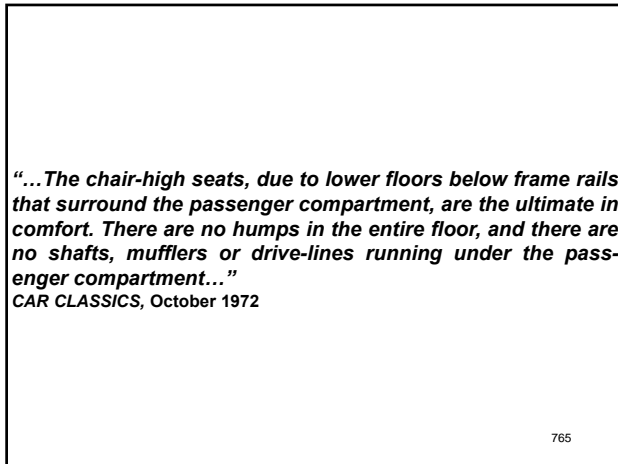 “…The chair-high seats, due to lower floors below frame rails
that surround the passenger compartment, are the ultimate in
comfort. There are no humps in the entire floor, and there are
no shafts, mufflers or drive-lines running under the pass-
enger compartment…”
CAR CLASSICS, October 1972
765